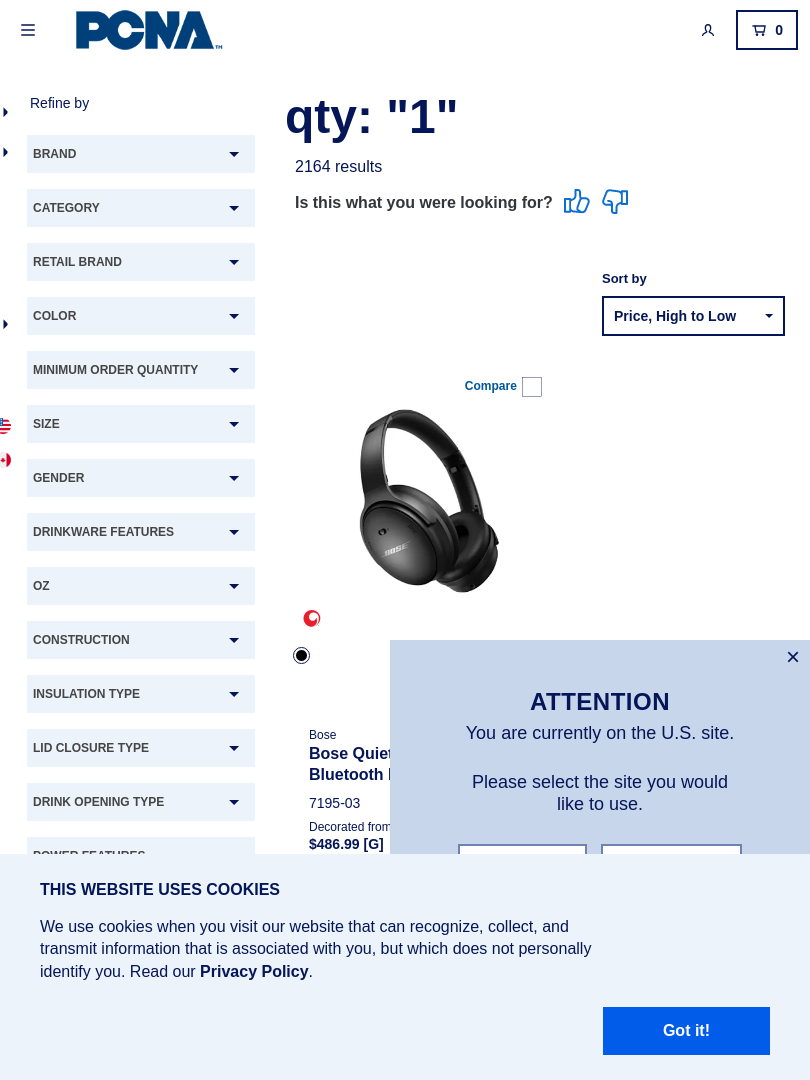 PCNA TM
0
Refine by
qty: "1"
BRAND
2164 results
CATEGORY
Is this what you were looking for?
RETAIL BRAND
Sort by
COLOR
Price, High to Low
MINIMUM ORDER QUANTITY
Compare
SIZE
GENDER
DRINKWARE FEATURES
BOSE
OZ
CONSTRUCTION
INSULATION TYPE
LID CLOSURE TYPE
DRINK OPENING TYPE
Bose
Bose Quiet
Bluetooth
7195-03
Decorated from
$486.99 [G]
×
ATTENTION
You are currently on the U.S. site.
Please select the site you would
like to use.
THIS WEBSITE USES COOKIES
We use cookies when you visit our website that can recognize, collect, and
transmit information that is associated with you, but which does not personally
identify you. Read our Privacy Policy.
Got it!